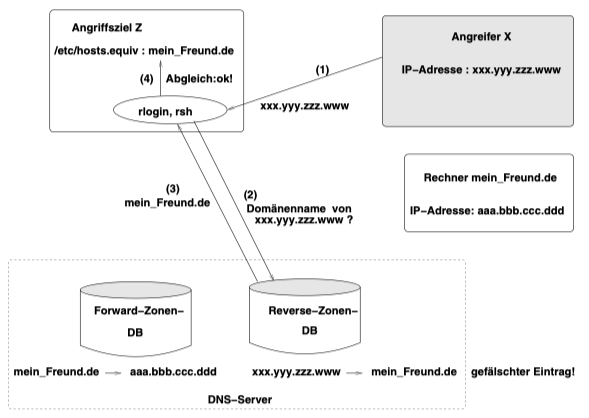 Angriffsziel Z
/etc/hosts.equiv : mein_Freund.de
(4) Abgleich:ok!
rlogin, rsh
(1)
xxx.yyy.zzz.www
Angreifer X
IP–Adresse : xxx.yyy.zzz.www
Rechner mein_Freund.de
IP–Adresse: aaa.bbb.ccc.ddd
(3)
mein_Freund.de
(2)
Domänenname von
xxx.yyy.zzz.www ?
Forward–Zonen–
DB
Reverse–Zonen–
DB
mein_Freund.de → aaa.bbb.ccc.ddd
xxx.yyy.zzz.www → mein_Freund.de
gefälschter Eintrag!
DNS–Server